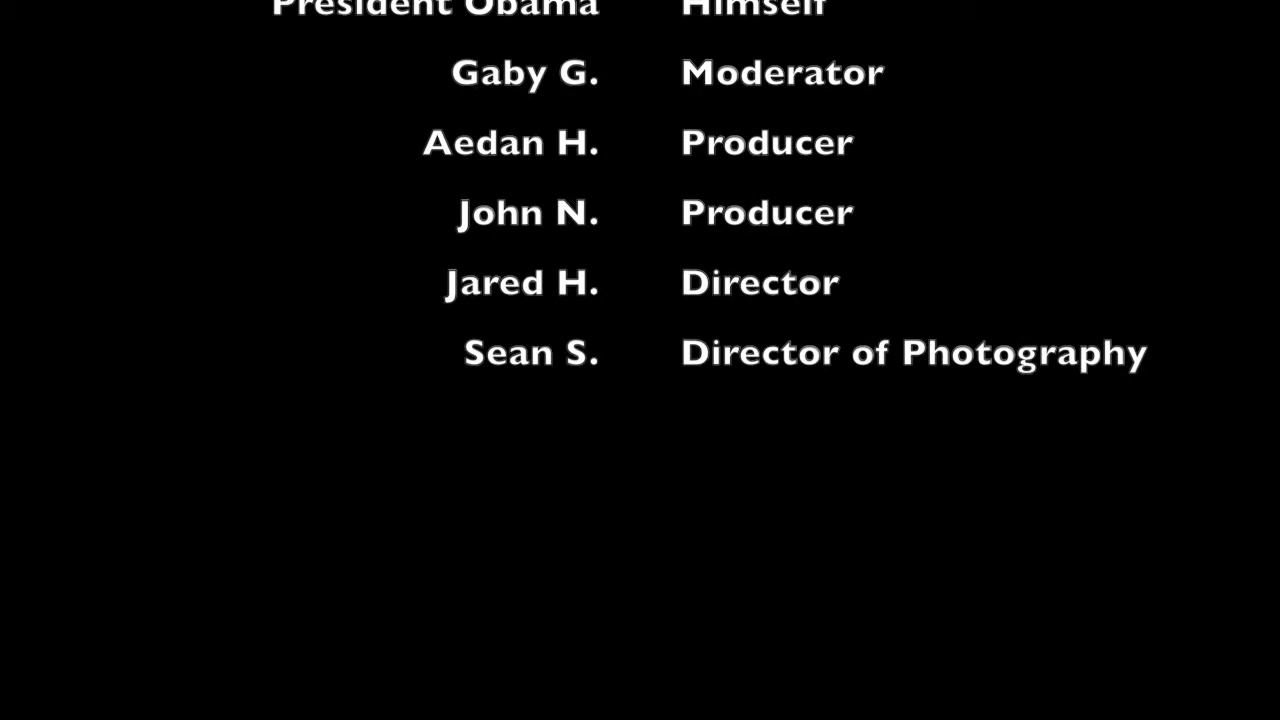 President Obama Himself
Gaby G. Moderator
Aedan H. Producer
John N. Producer
Jared H. Director
Sean S. Director of Photography